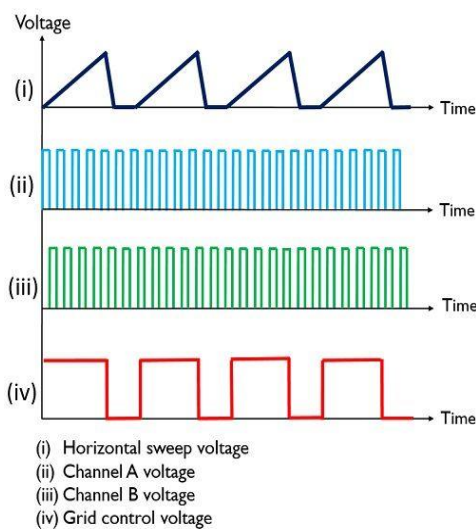 Voltage
(i)
Time
(ii)
Time
(iii)
Time
(iv)
Time
(i) Horizontal sweep voltage
(ii) Channel A voltage
(iii) Channel B voltage
(iv) Grid control voltage